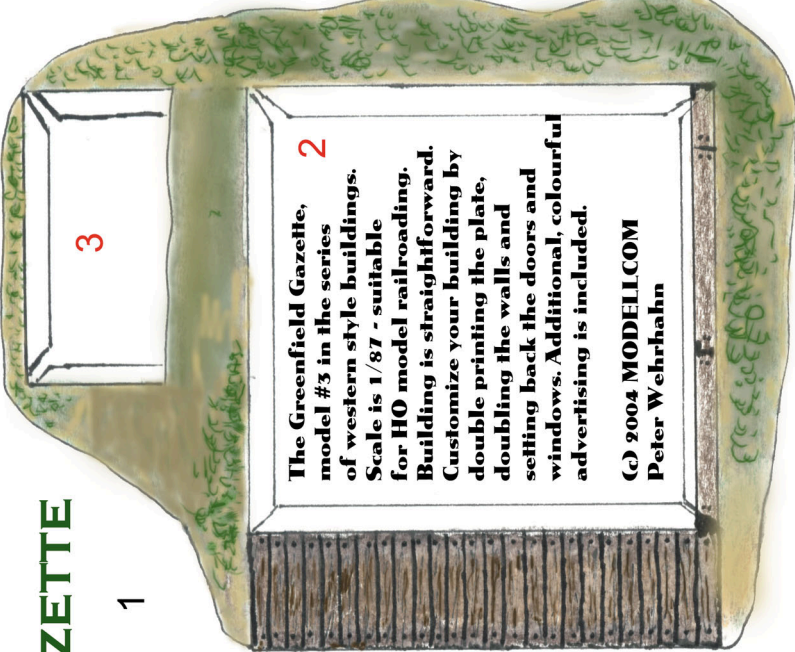 ZETTE
1
3
2
The Greenfield Gazette,
model #3 in the series
of western style buildings.
Scale is 1/87 - suitable
for HO model railroading.
Building is straightforward.
Customize your building by
double printing the plate,
doubling the walls and
setting back the doors and
windows. Additional, colourful
advertising is included.
(c) 2004 MODELLCOM
Peter Wehrhahn